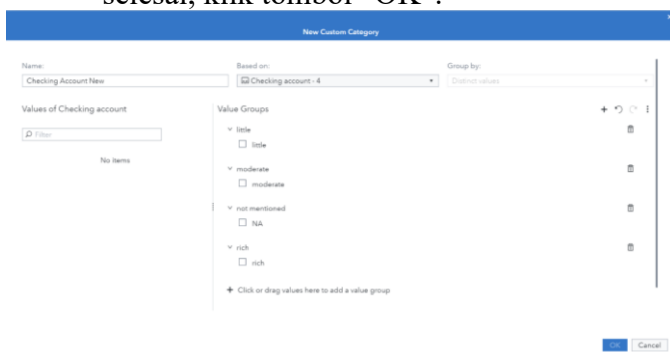 selesai, klik tombol "OK".
New Custom Category
Name:
Based on:
Group by:
Checking Account New
Checking account - 4
Distinct values
Values of Checking account
Value Groups
Filter
No items
little
little
moderate
moderate
not mentioned
NA
rich
rich
+ Click or drag values here to add a value group
OK
Cancel